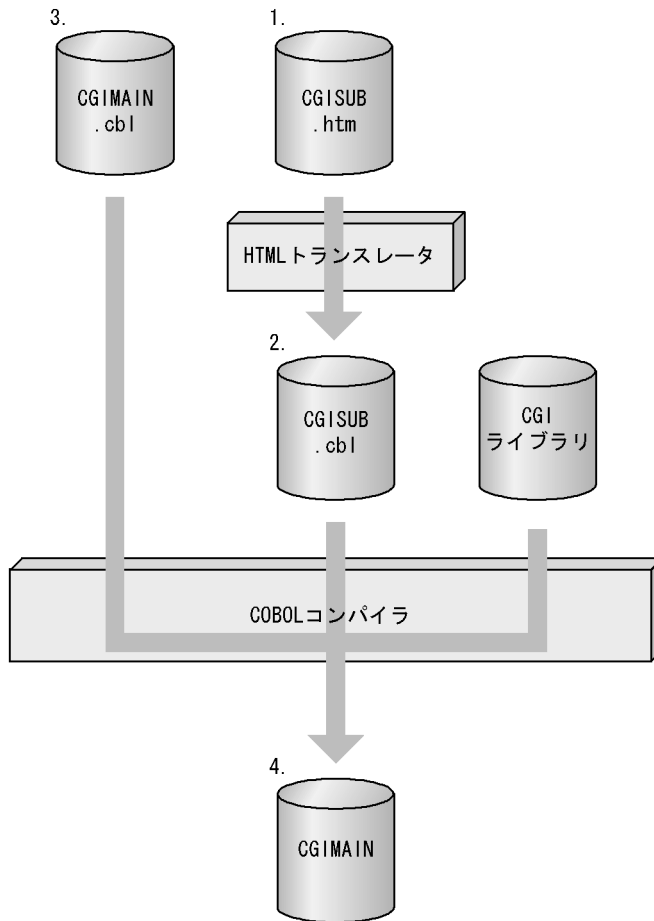 3.
1.
CGIMAIN
.cbl
CGISUB
.htm
HTMLトランスレータ
2.
CGISUB
.cbl
CGI
ライブラリ
COBOLコンパイラ
4.
CGIMAIN